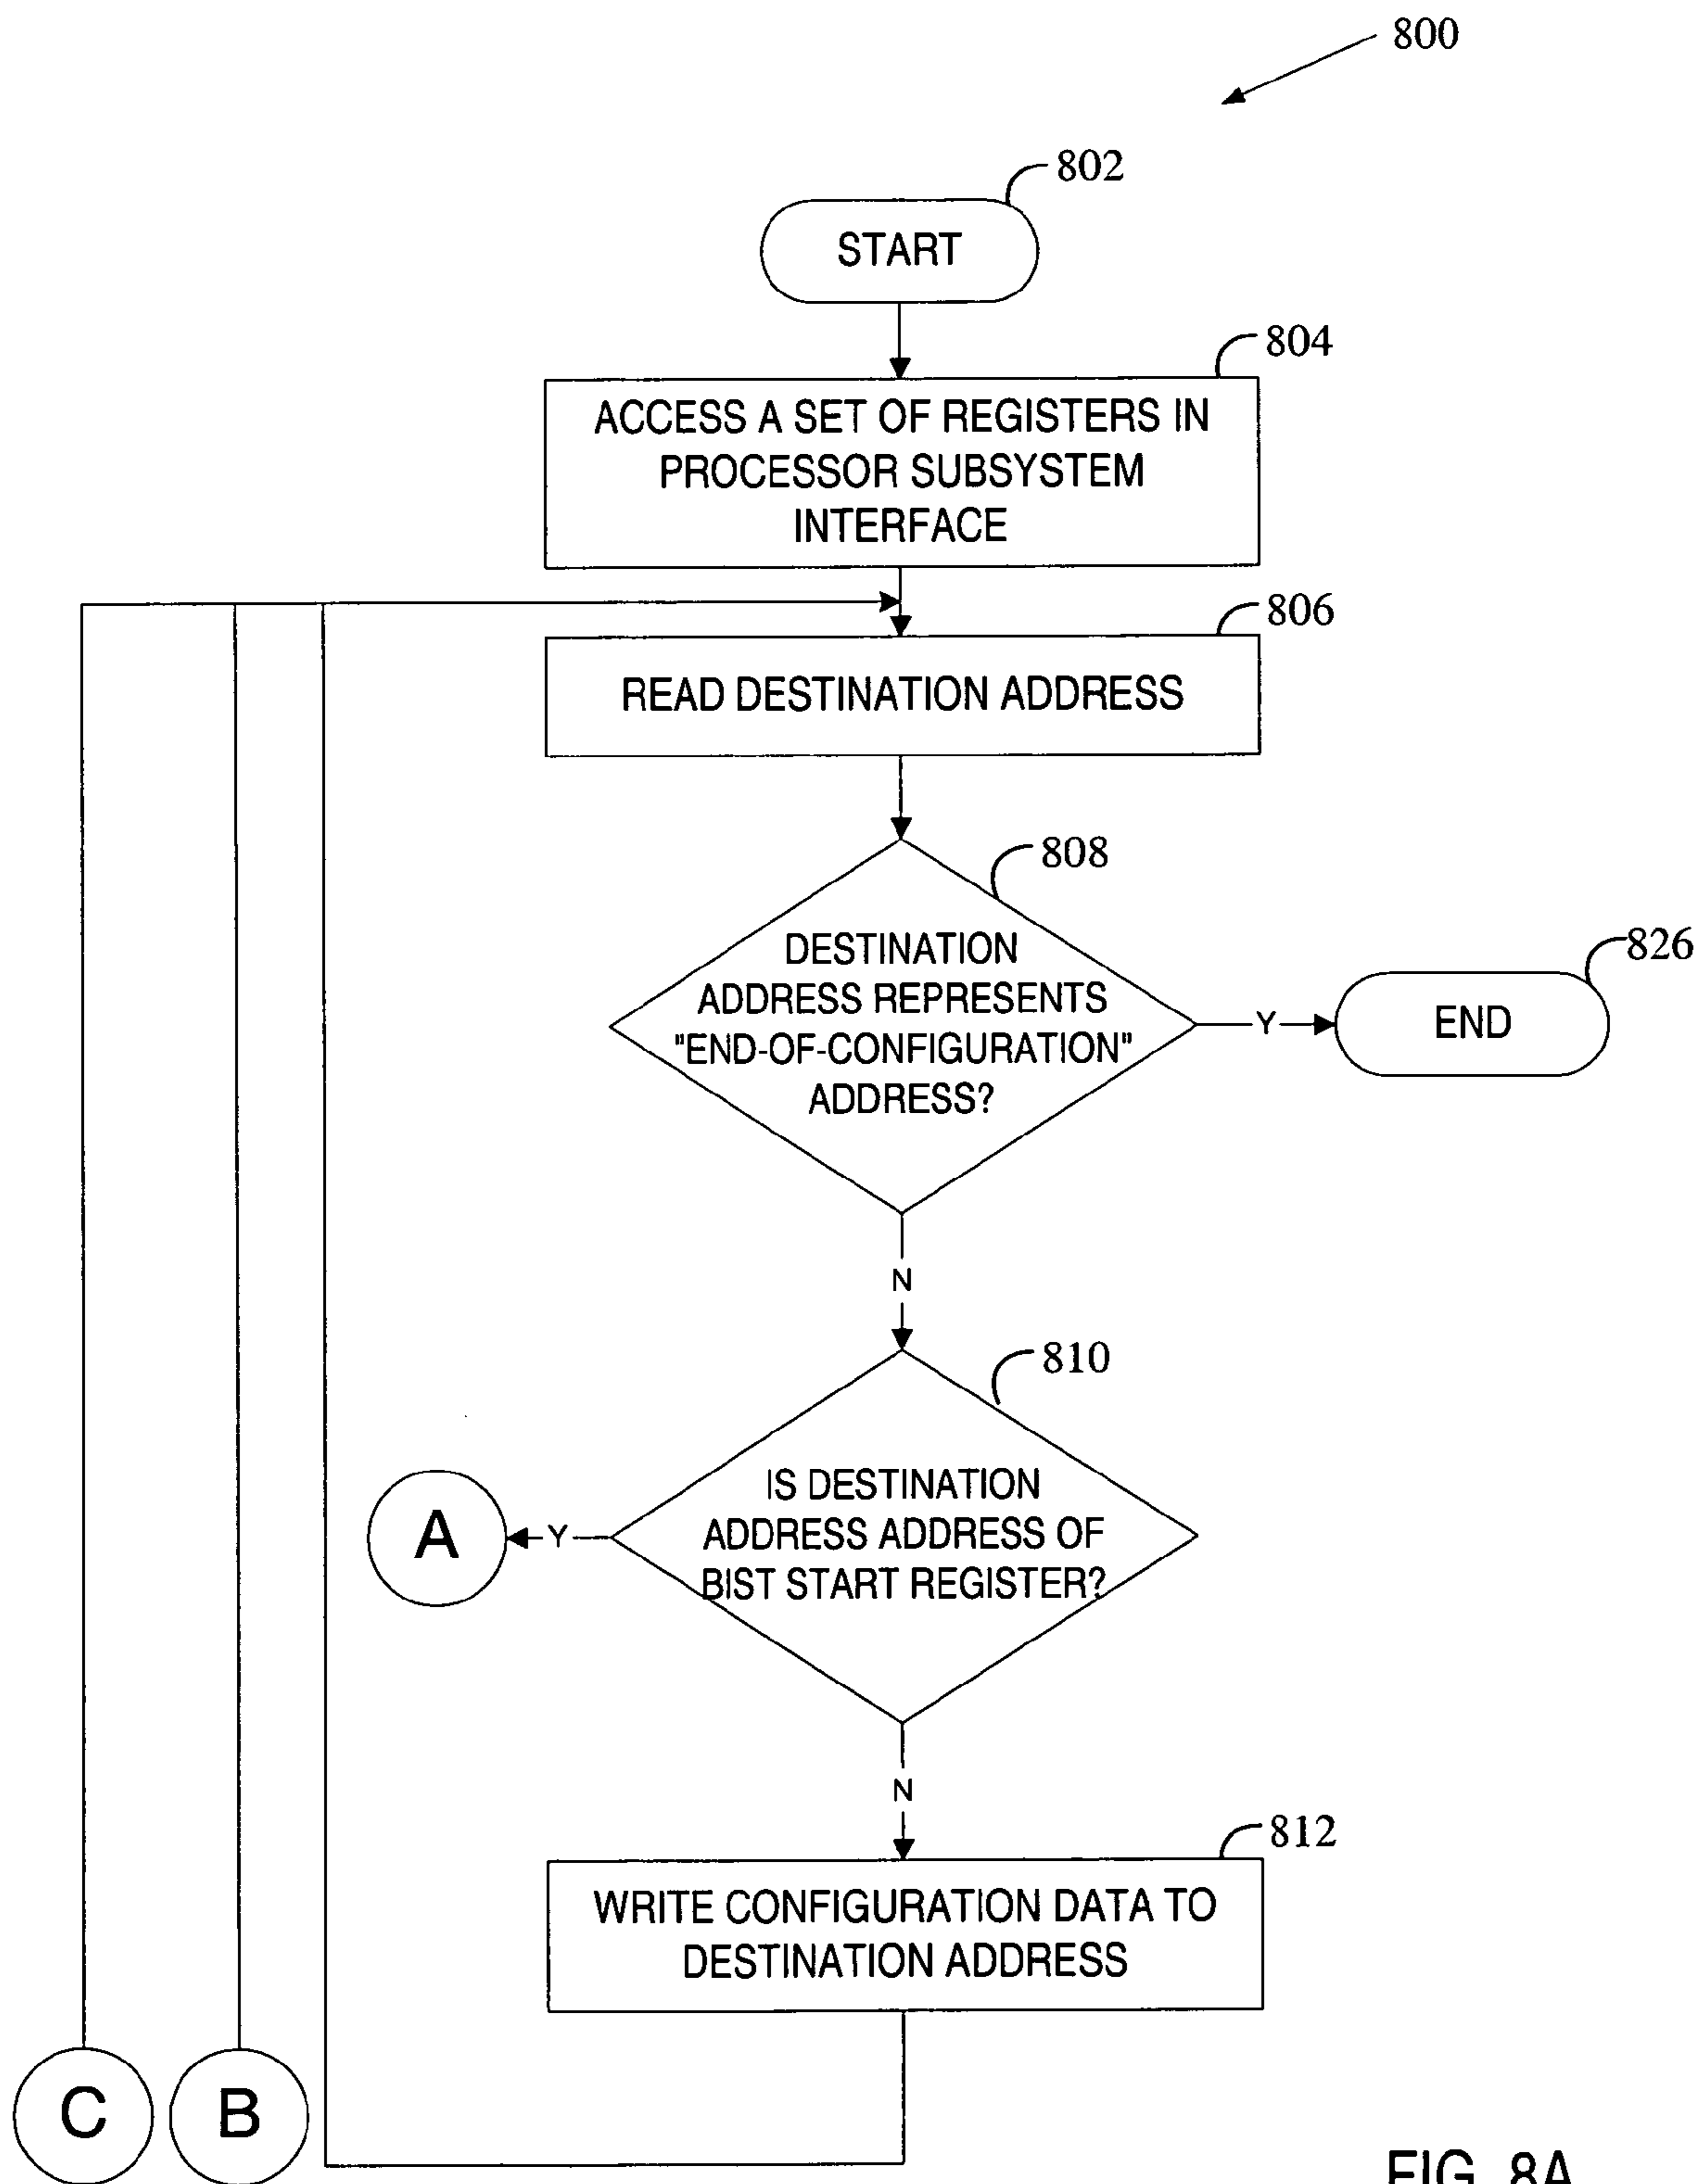 800
802
START
804
ACCESS A SET OF REGISTERS IN
PROCESSOR SUBSYSTEM
INTERFACE
806
READ DESTINATION ADDRESS
808
DESTINATION
ADDRESS REPRESENTS
"END-OF-CONFIGURATION"
ADDRESS?
Y
826
END
N
810
IS DESTINATION
ADDRESS ADDRESS OF
BIST START REGISTER?
Y
A
N
812
WRITE CONFIGURATION DATA TO
DESTINATION ADDRESS
C
B
FIG. 8A